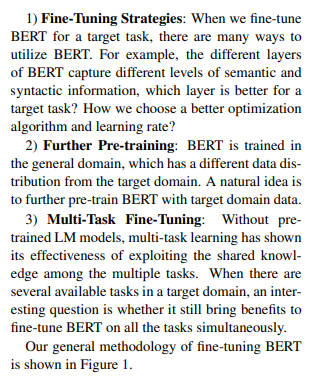 1) Fine-Tuning Strategies: When we fine-tune
BERT for a target task, there are many ways to
utilize BERT. For example, the different layers
of BERT capture different levels of semantic and
syntactic information, which layer is better for a
target task? How we choose a better optimization
algorithm and learning rate?
2) Further Pre-training: BERT is trained in
the general domain, which has a different data dis-
tribution from the target domain. A natural idea is
to further pre-train BERT with target domain data.
3) Multi-Task Fine-Tuning: Without pre-
trained LM models, multi-task learning has shown
its effectiveness of exploiting the shared knowl-
edge among the multiple tasks. When there are
several available tasks in a target domain, an inter-
esting question is whether it still bring benefits to
fine-tune BERT on all the tasks simultaneously.
Our general methodology of fine-tuning BERT
is shown in Figure 1.